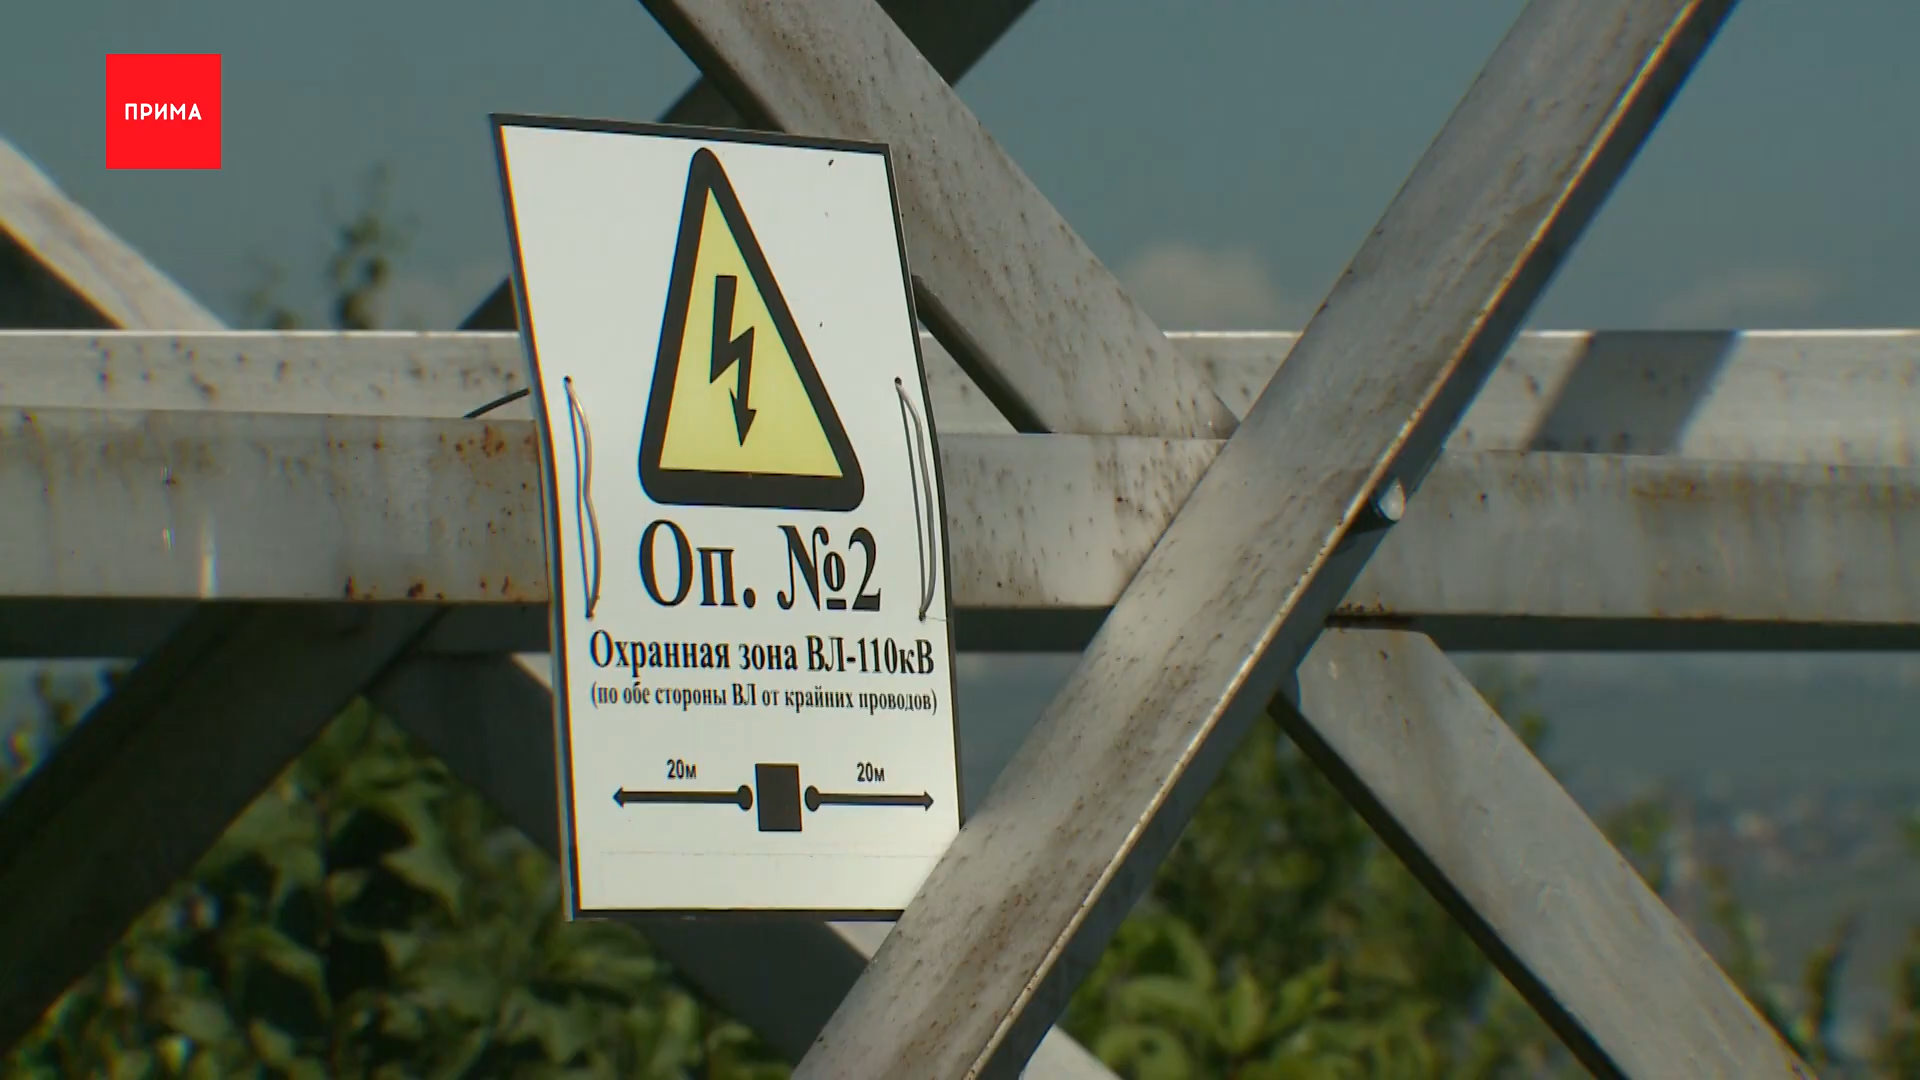 ПРИМА
Оп. №2
Охранная зона ВЛ-110кВ
(по обе стороны ВЛ от крайних проводов)
20м 20м